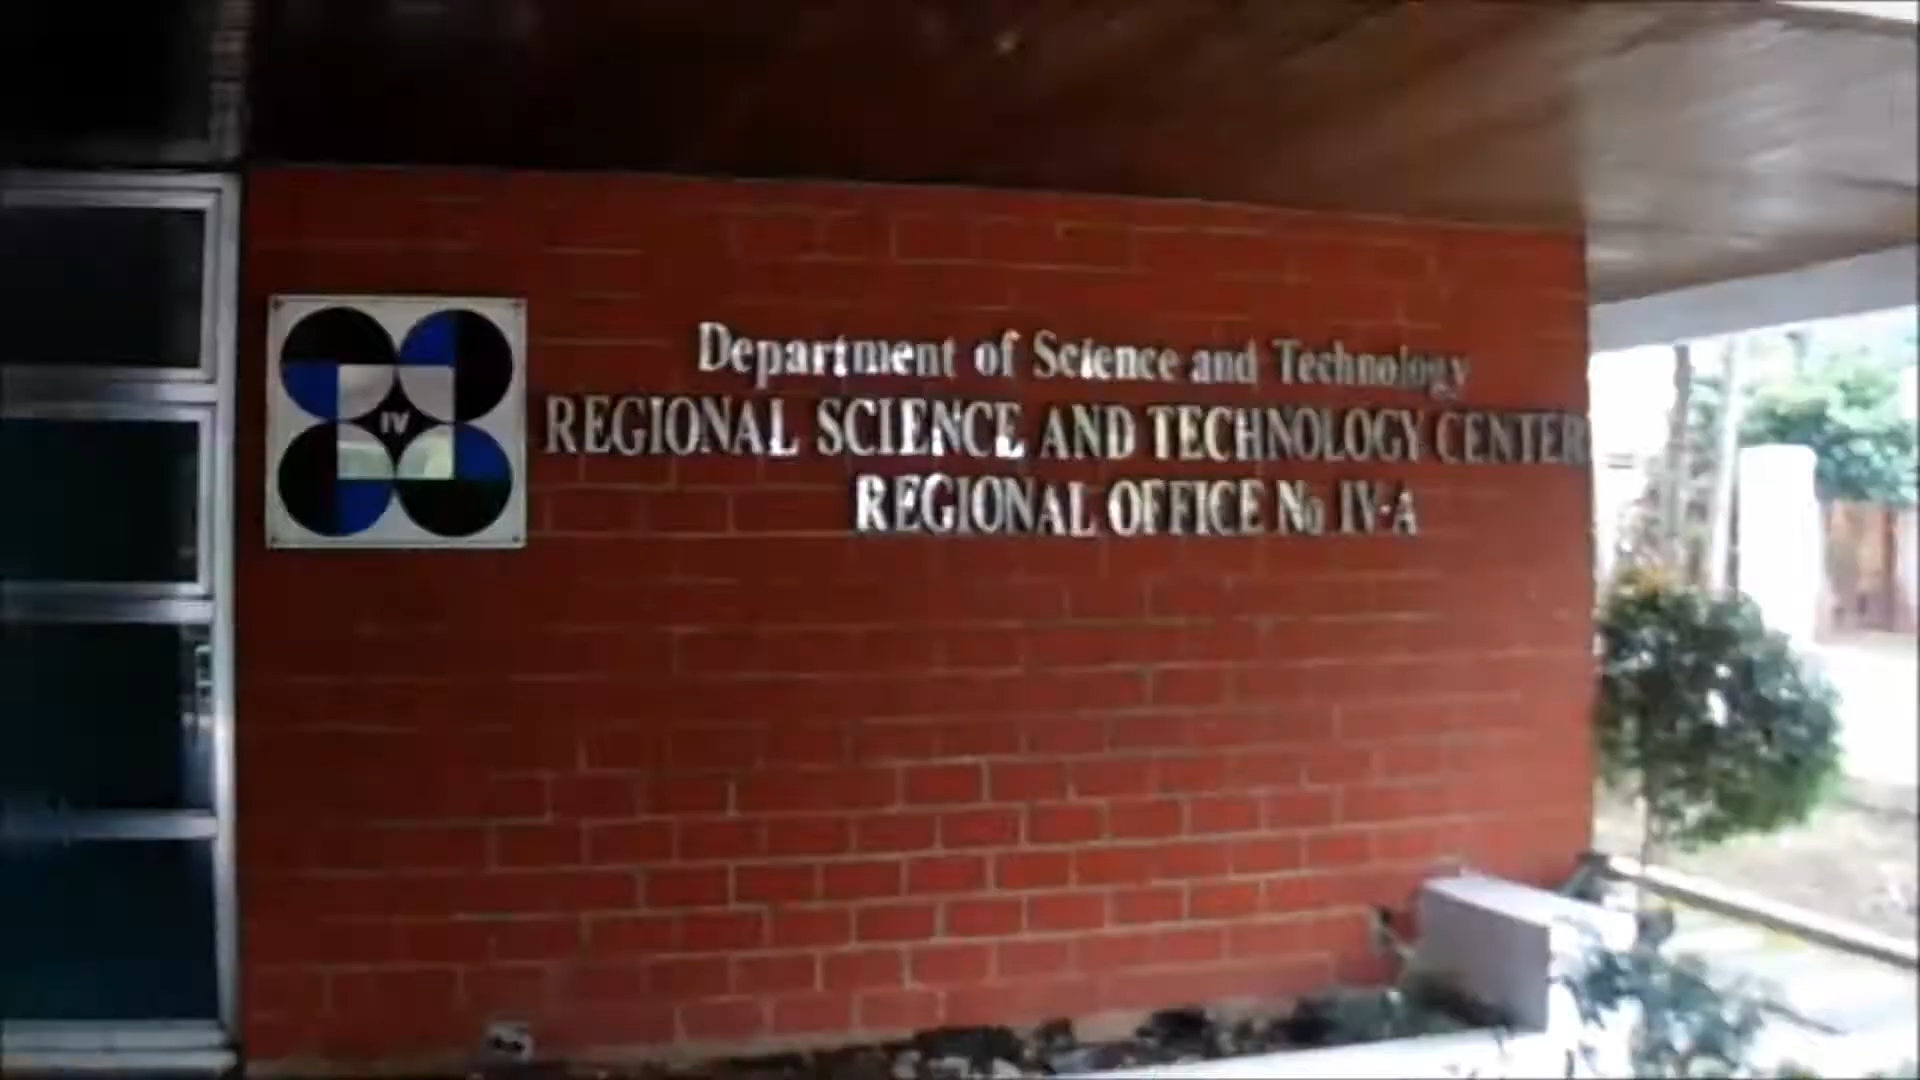 Department of Science and Technology
REGIONAL SCIENCE AND TECHNOLOGY CENTER
REGIONAL OFFICE No IV-A
IV